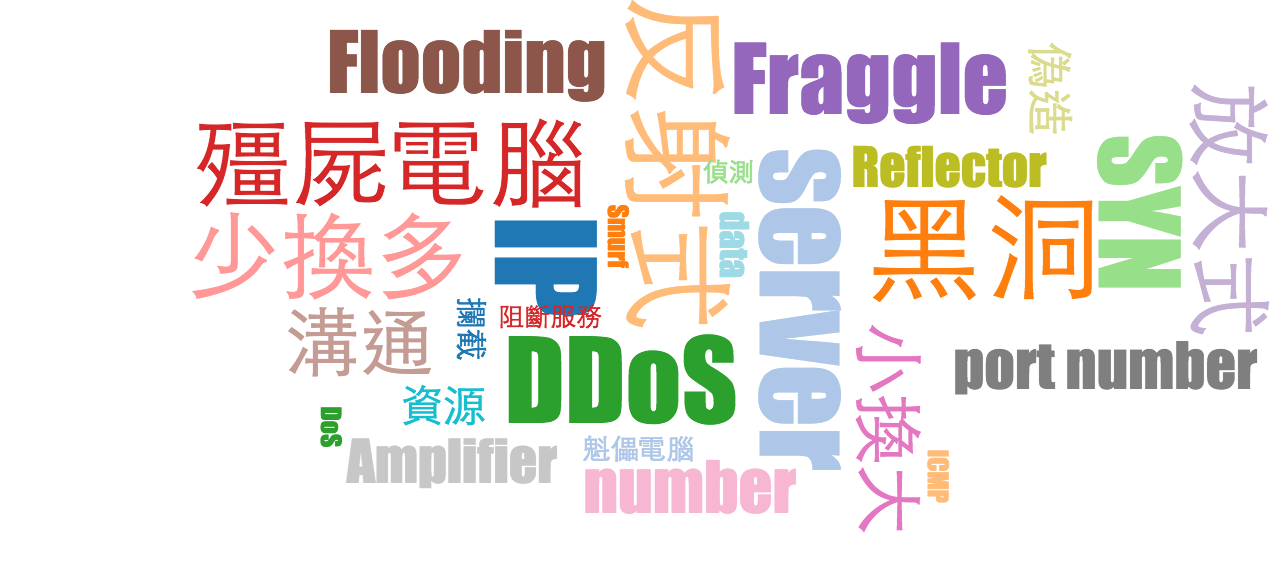 Flooding
反射式
Fraggle
偽造
放大式
殭屍電腦
SYN
Reflector
偵測
server
黑洞
少換多
IP
Smurf
data
攔截
阻斷服務
溝通
DDoS
小換大
port number
資源
DoS
Amplifier
魁儡電腦
number
ICMP